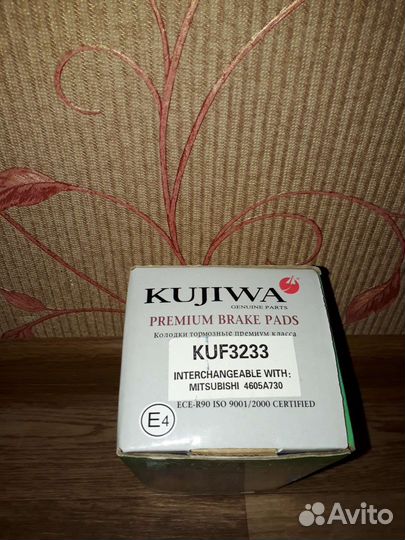 KUJIWA
GENUINE PARTS
PREMIUM BRAKE PADS
Колодки тормозные премиум класса
KUF3233
INTERCHANGEABLE WITH:
MITSUBISHI 4605A730
ECE-R90 ISO 9001/2000 CERTIFIED
E4
Avito